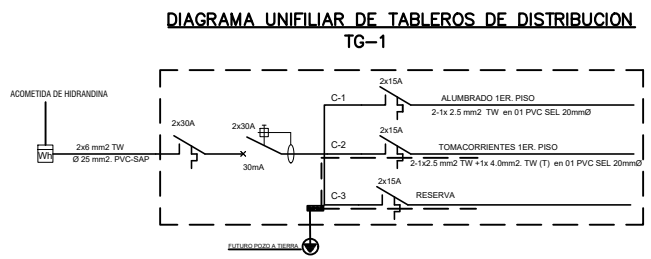 DIAGRAMA UNIFILIAR DE TABLEROS DE DISTRIBUCION
TG-1
ACOMETIDA DE HIDRANDINA
Wh
2x6 mm2 TW
Ø 25 mm2. PVC-SAP
2x30A
2x30A
30mA
C-1
2x15A
ALUMBRADO 1ER. PISO
2-1x 2.5 mm2 TW en 01 PVC SEL 20mmØ
C-2
2x15A
TOMACORRIENTES 1ER. PISO
2-1x2.5 mm2 TW +1x 4.0mm2. TW (T) en 01 PVC SEL 20mmØ
C-3
2x15A
RESERVA
FUTURO POZO A TIERRA